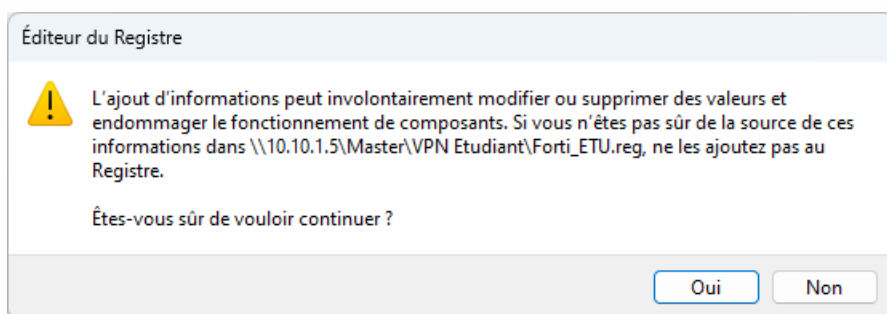 Éditeur du Registre
L'ajout d'informations peut involontairement modifier ou supprimer des valeurs et
endommager le fonctionnement de composants. Si vous n'êtes pas sûr de la source de ces
informations dans \\10.10.1.5\Master\VPN Etudiant\Forti_ETU.reg, ne les ajoutez pas au
Registre.
Êtes-vous sûr de vouloir continuer ?
Oui Non